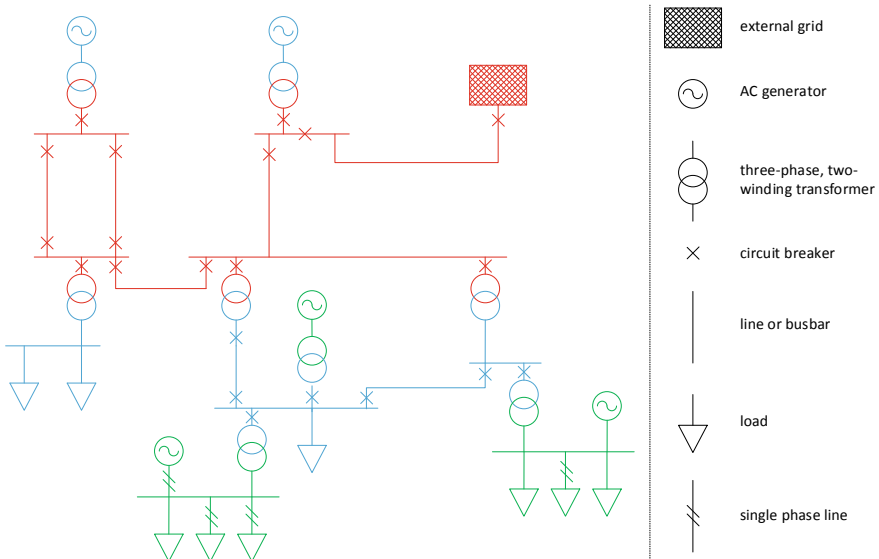 external grid
AC generator
three-phase, two-
winding transformer
circuit breaker
line or busbar
load
single phase line